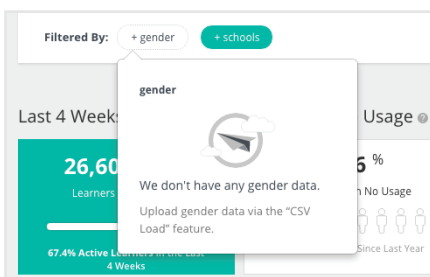 Filtered By: + gender + schools
gender
Last 4 Week
Usage
26,60
6 %
We don't have any gender data.
Learners
n No Usage
Upload gender data via the “CSV
Load” feature.
67.4% Active Learners in the Last
4 Weeks
Since Last Year